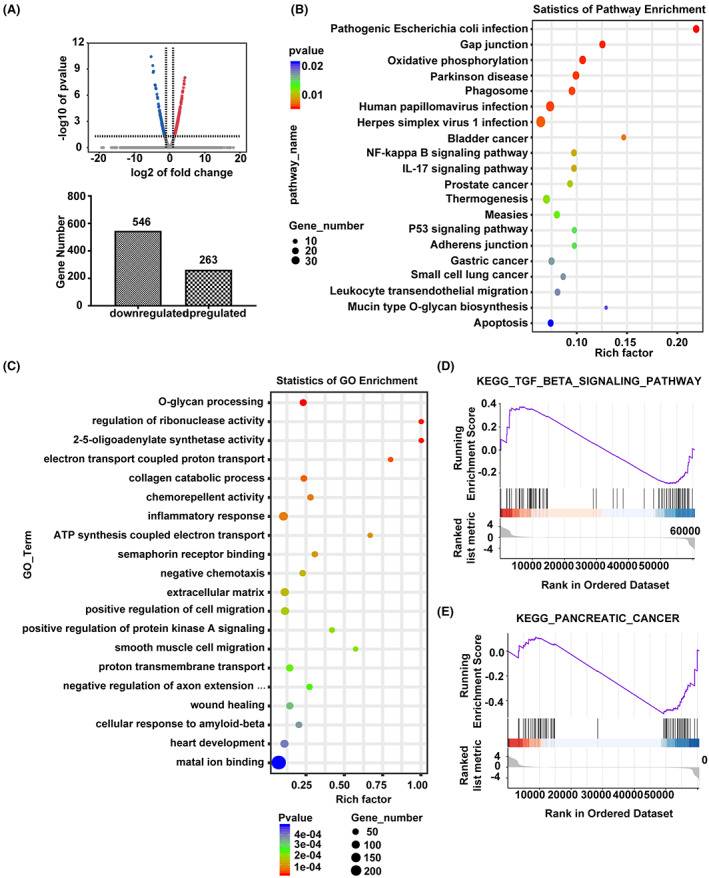 (A)
-log10 of pvalue
12
9
6
3
0
-20
-10
0
10
20
log2 of fold change
Gene Number
800
600
400
200
0
546
263
downregulated
upregulated
(B)
Statistics of Pathway Enrichment
pvalue
0.02
0.01
pathway_name
Gene_number
10
20
30
Pathogenic Escherichia coli infection
Gap junction
Oxidative phosphorylation
Parkinson disease
Phagosome
Human papillomavirus infection
Herpes simplex virus 1 infection
Bladder cancer
NF-kappa B signaling pathway
IL-17 signaling pathway
Prostate cancer
Thermogenesis
Measies
P53 signaling pathway
Adherens junction
Gastric cancer
Small cell lung cancer
Leukocyte transendothelial migration
Mucin type O-glycan biosynthesis
Apoptosis
0.10
0.15
0.20
Rich factor
(C)
Statistics of GO Enrichment
GO_Term
O-glycan processing
regulation of ribonuclease activity
2-5-oligoadenylate synthetase activity
electron transport coupled proton transport
collagen catabolic process
chemorepellent activity
inflammatory response
ATP synthesis coupled electron transport
semaphorin receptor binding
negative chemotaxis
extracellular matrix
positive regulation of cell migration
positive regulation of protein kinase A signaling
smooth muscle cell migration
proton transmembrane transport
negative regulation of axon extension ...
wound healing
cellular response to amyloid-beta
heart development
matal ion binding
0.25
0.50
0.75
1.00
Rich factor
Pvalue
4e-04
3e-04
2e-04
1e-04
Gene_number
50
100
150
200
(D)
KEGG_TGF_BETA_SIGNALING_PATHWAY
Running
Enrichment Score
0.4
0.2
0.0
-0.2
Ranked
list metric
4
0
-4
60000
10000
20000
30000
40000
50000
Rank in Ordered Dataset
(E)
KEGG_PANCREATIC_CANCER
Running
Enrichment Score
0.0
-0.2
-0.4
Ranked
list metric
4
0
-4
0
10000
20000
30000
40000
50000
Rank in Ordered Dataset